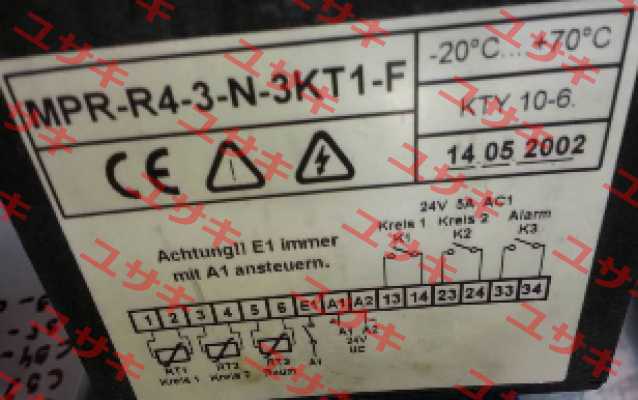 MPR-R4-3-N-3KT1-F
-20°C... +70°C
KTY 10-6.
14 05 2002
CE
24V 5A AC1
Kreis 1 Kreis 2 Alarm
K1 K2 K3
Achtung!! E1 immer
mit A1 ansteuern.
1 2 3 4 5 6 E1 A1 A2 13 14 23 24 33 34
RT1 RT2 RT3 A1 A1 A2
Kreis 1 Kreis 2 Raum 24V
UC
ユサキ